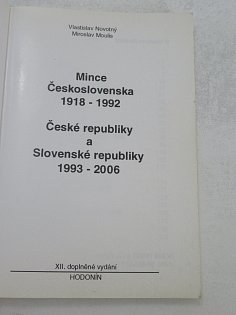 Vlastislav Novotný
Miroslav Moulis
Mince
Československa
1918 - 1992
České republiky
a
Slovenské republiky
1993 - 2006
XII. doplněné vydání
HODONÍN